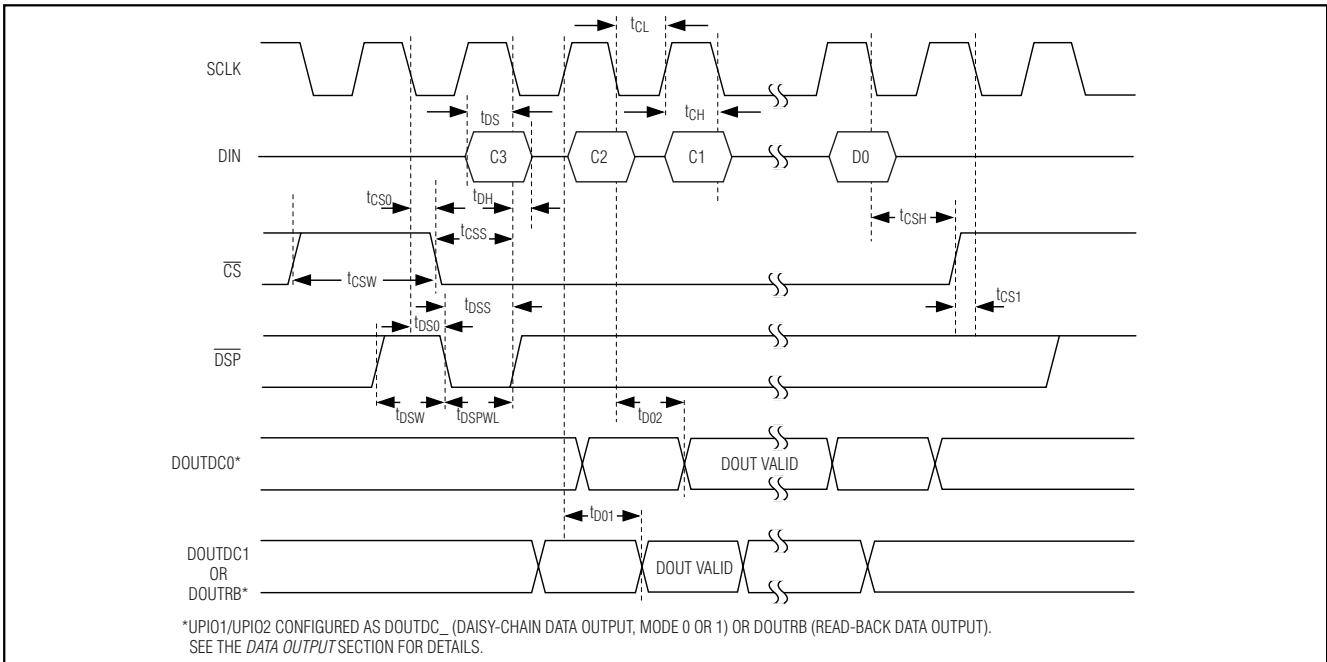 tCL
SCLK
tDS
tCH
DIN
C3
C2
C1
D0
tCS0
tDH
tCSH
tCSS
CS
tCSW
tCS1
tDSS
tDS0
DSP
tDSW
tDSPWL
tD02
DOUTDC0*
DOUT VALID
tD01
DOUTDC1
OR
DOUTRB*
DOUT VALID
*UPIO1/UPIO2 CONFIGURED AS DOUTDC_ (DAISY-CHAIN DATA OUTPUT, MODE 0 OR 1) OR DOUTRB (READ-BACK DATA OUTPUT).
SEE THE DATA OUTPUT SECTION FOR DETAILS.